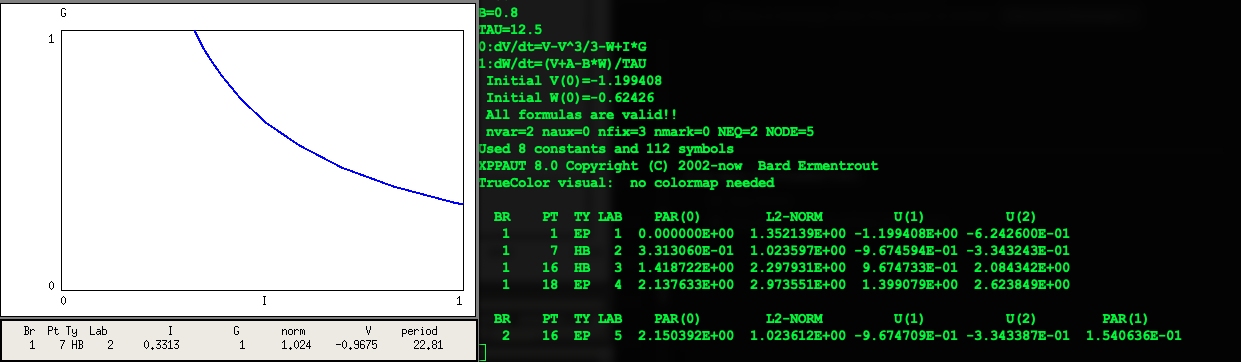 G
1
0
0
I
1
Br Pt Ty Lab I G norm V period
1 7 HB 2 0.3313 1 1.024 -0.9675 22.81
B=0.8
TAU=12.5
0:dV/dt=V-V^3/3-W+I*G
1:dW/dt=(V+A-B*W)/TAU
Initial V(0)=-1.199408
Initial W(0)=-0.62426
All formulas are valid!!
nvar=2 naux=0 nfix=3 nmark=0 NEQ=2 NODE=5
Used 8 constants and 112 symbols
XPPAUT 8.0 Copyright (C) 2002-now Bard Ermentrout
TrueColor visual: no colormap needed
BR PT TY LAB PAR(0) L2-NORM U(1) U(2)
1 1 EP 1 0.000000E+00 1.352139E+00 -1.199408E+00 -6.242600E-01
1 7 HB 2 3.313060E-01 1.023597E+00 -9.674594E-01 -3.343243E-01
1 16 HB 3 1.418722E+00 2.297931E+00 9.674733E-01 2.084342E+00
1 18 EP 4 2.137633E+00 2.973551E+00 1.399079E+00 2.623849E+00
BR PT TY LAB PAR(0) L2-NORM U(1) U(2) PAR(1)
2 16 EP 5 2.150392E+00 1.023612E+00 -9.674709E-01 -3.343387E-01 1.540636E-01